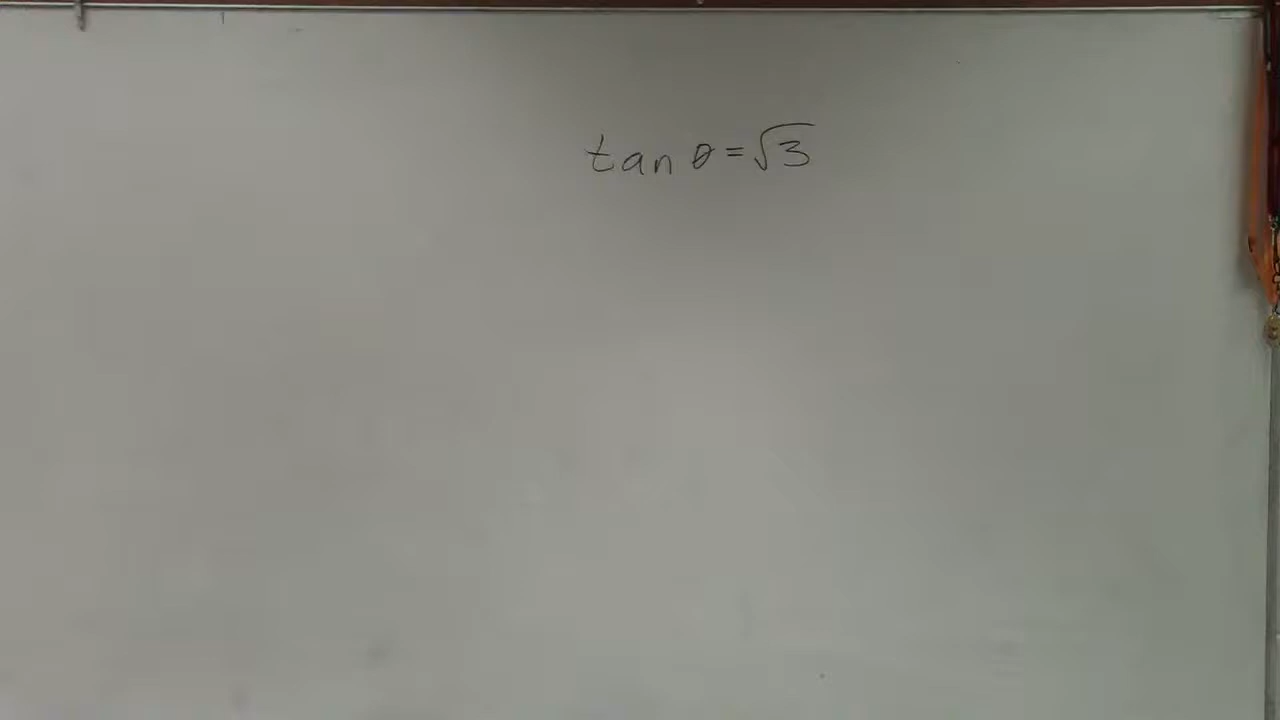 tan θ = √3